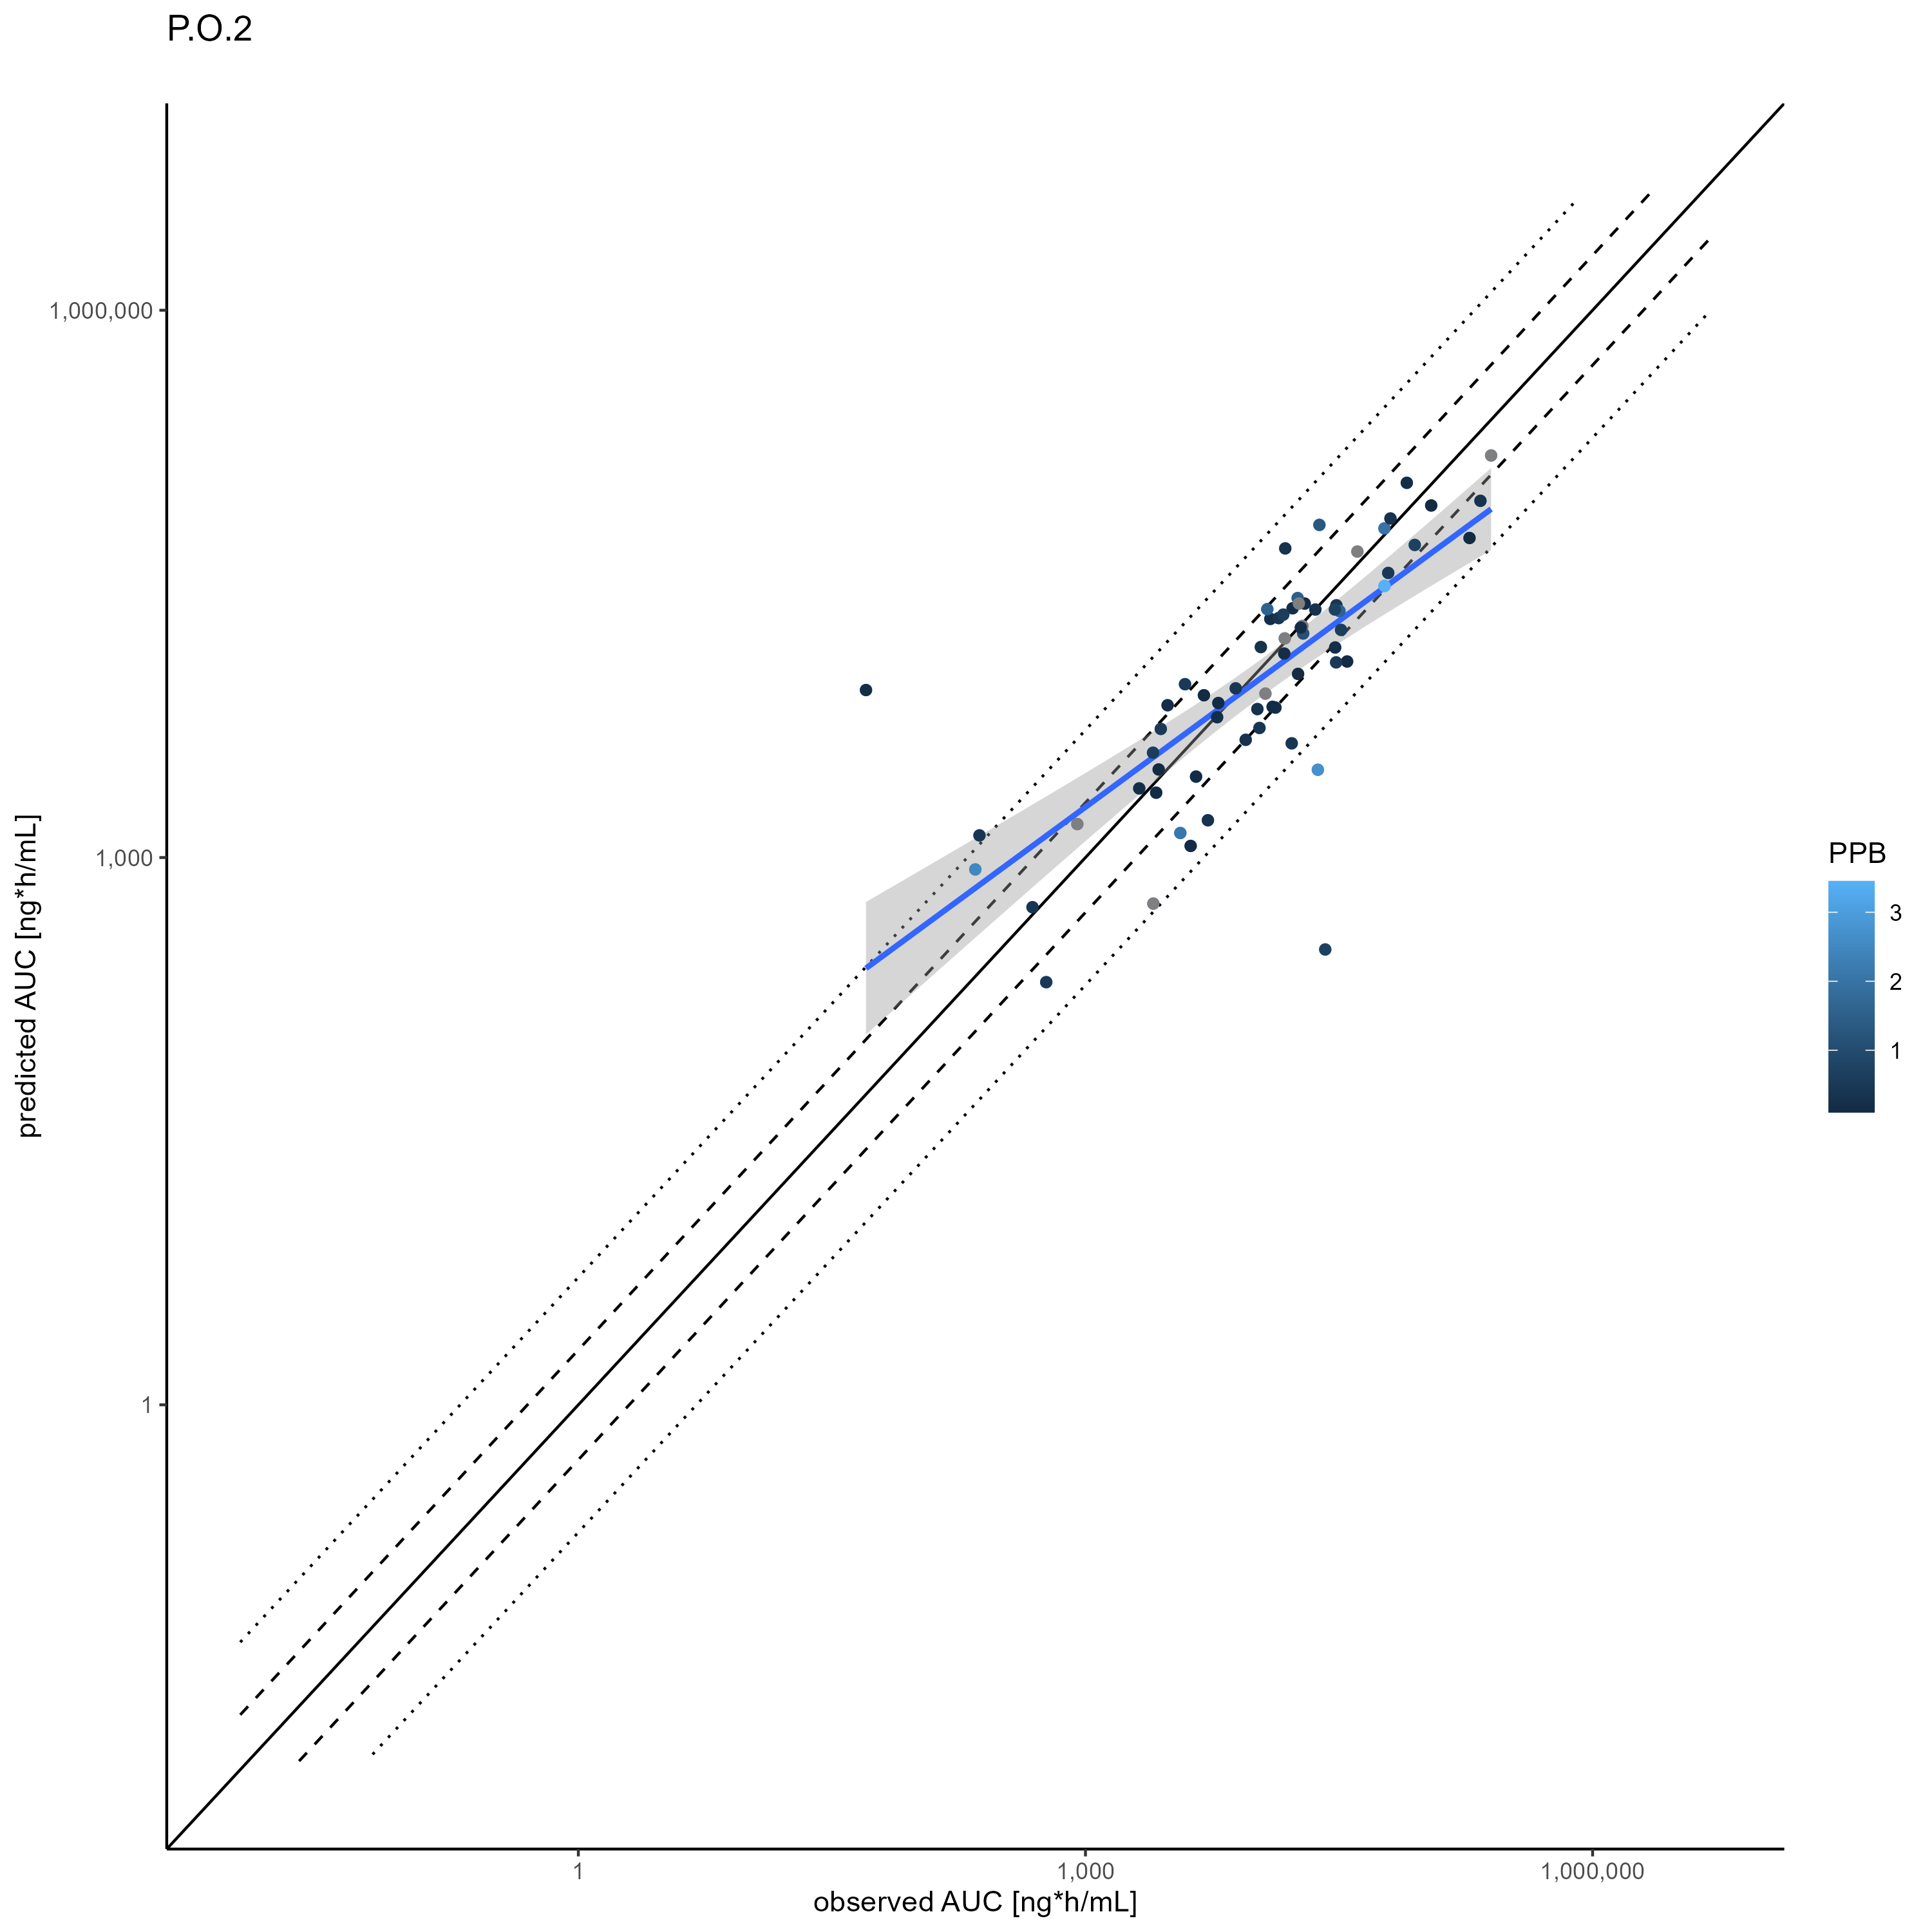 P.O.2
predicted AUC [ng*h/mL]
1,000,000
1,000
1
1
1,000
1,000,000
observed AUC [ng*h/mL]
PPB
3
2
1